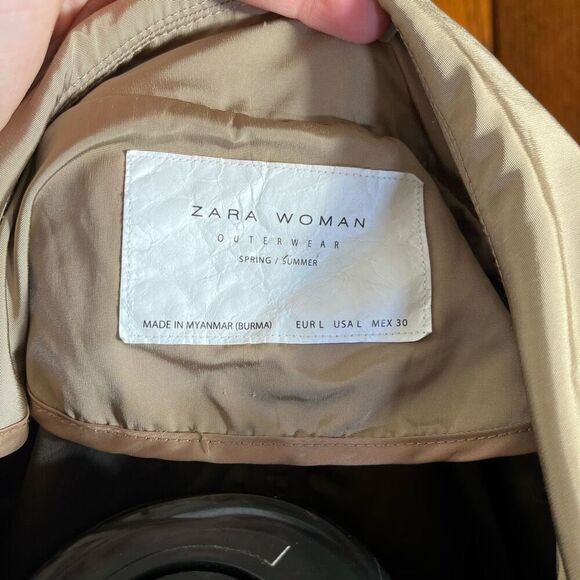 ZARA WOMAN
OUTERWEAR
SPRING / SUMMER
MADE IN MYANMAR (BURMA) EUR L USA L MEX 30